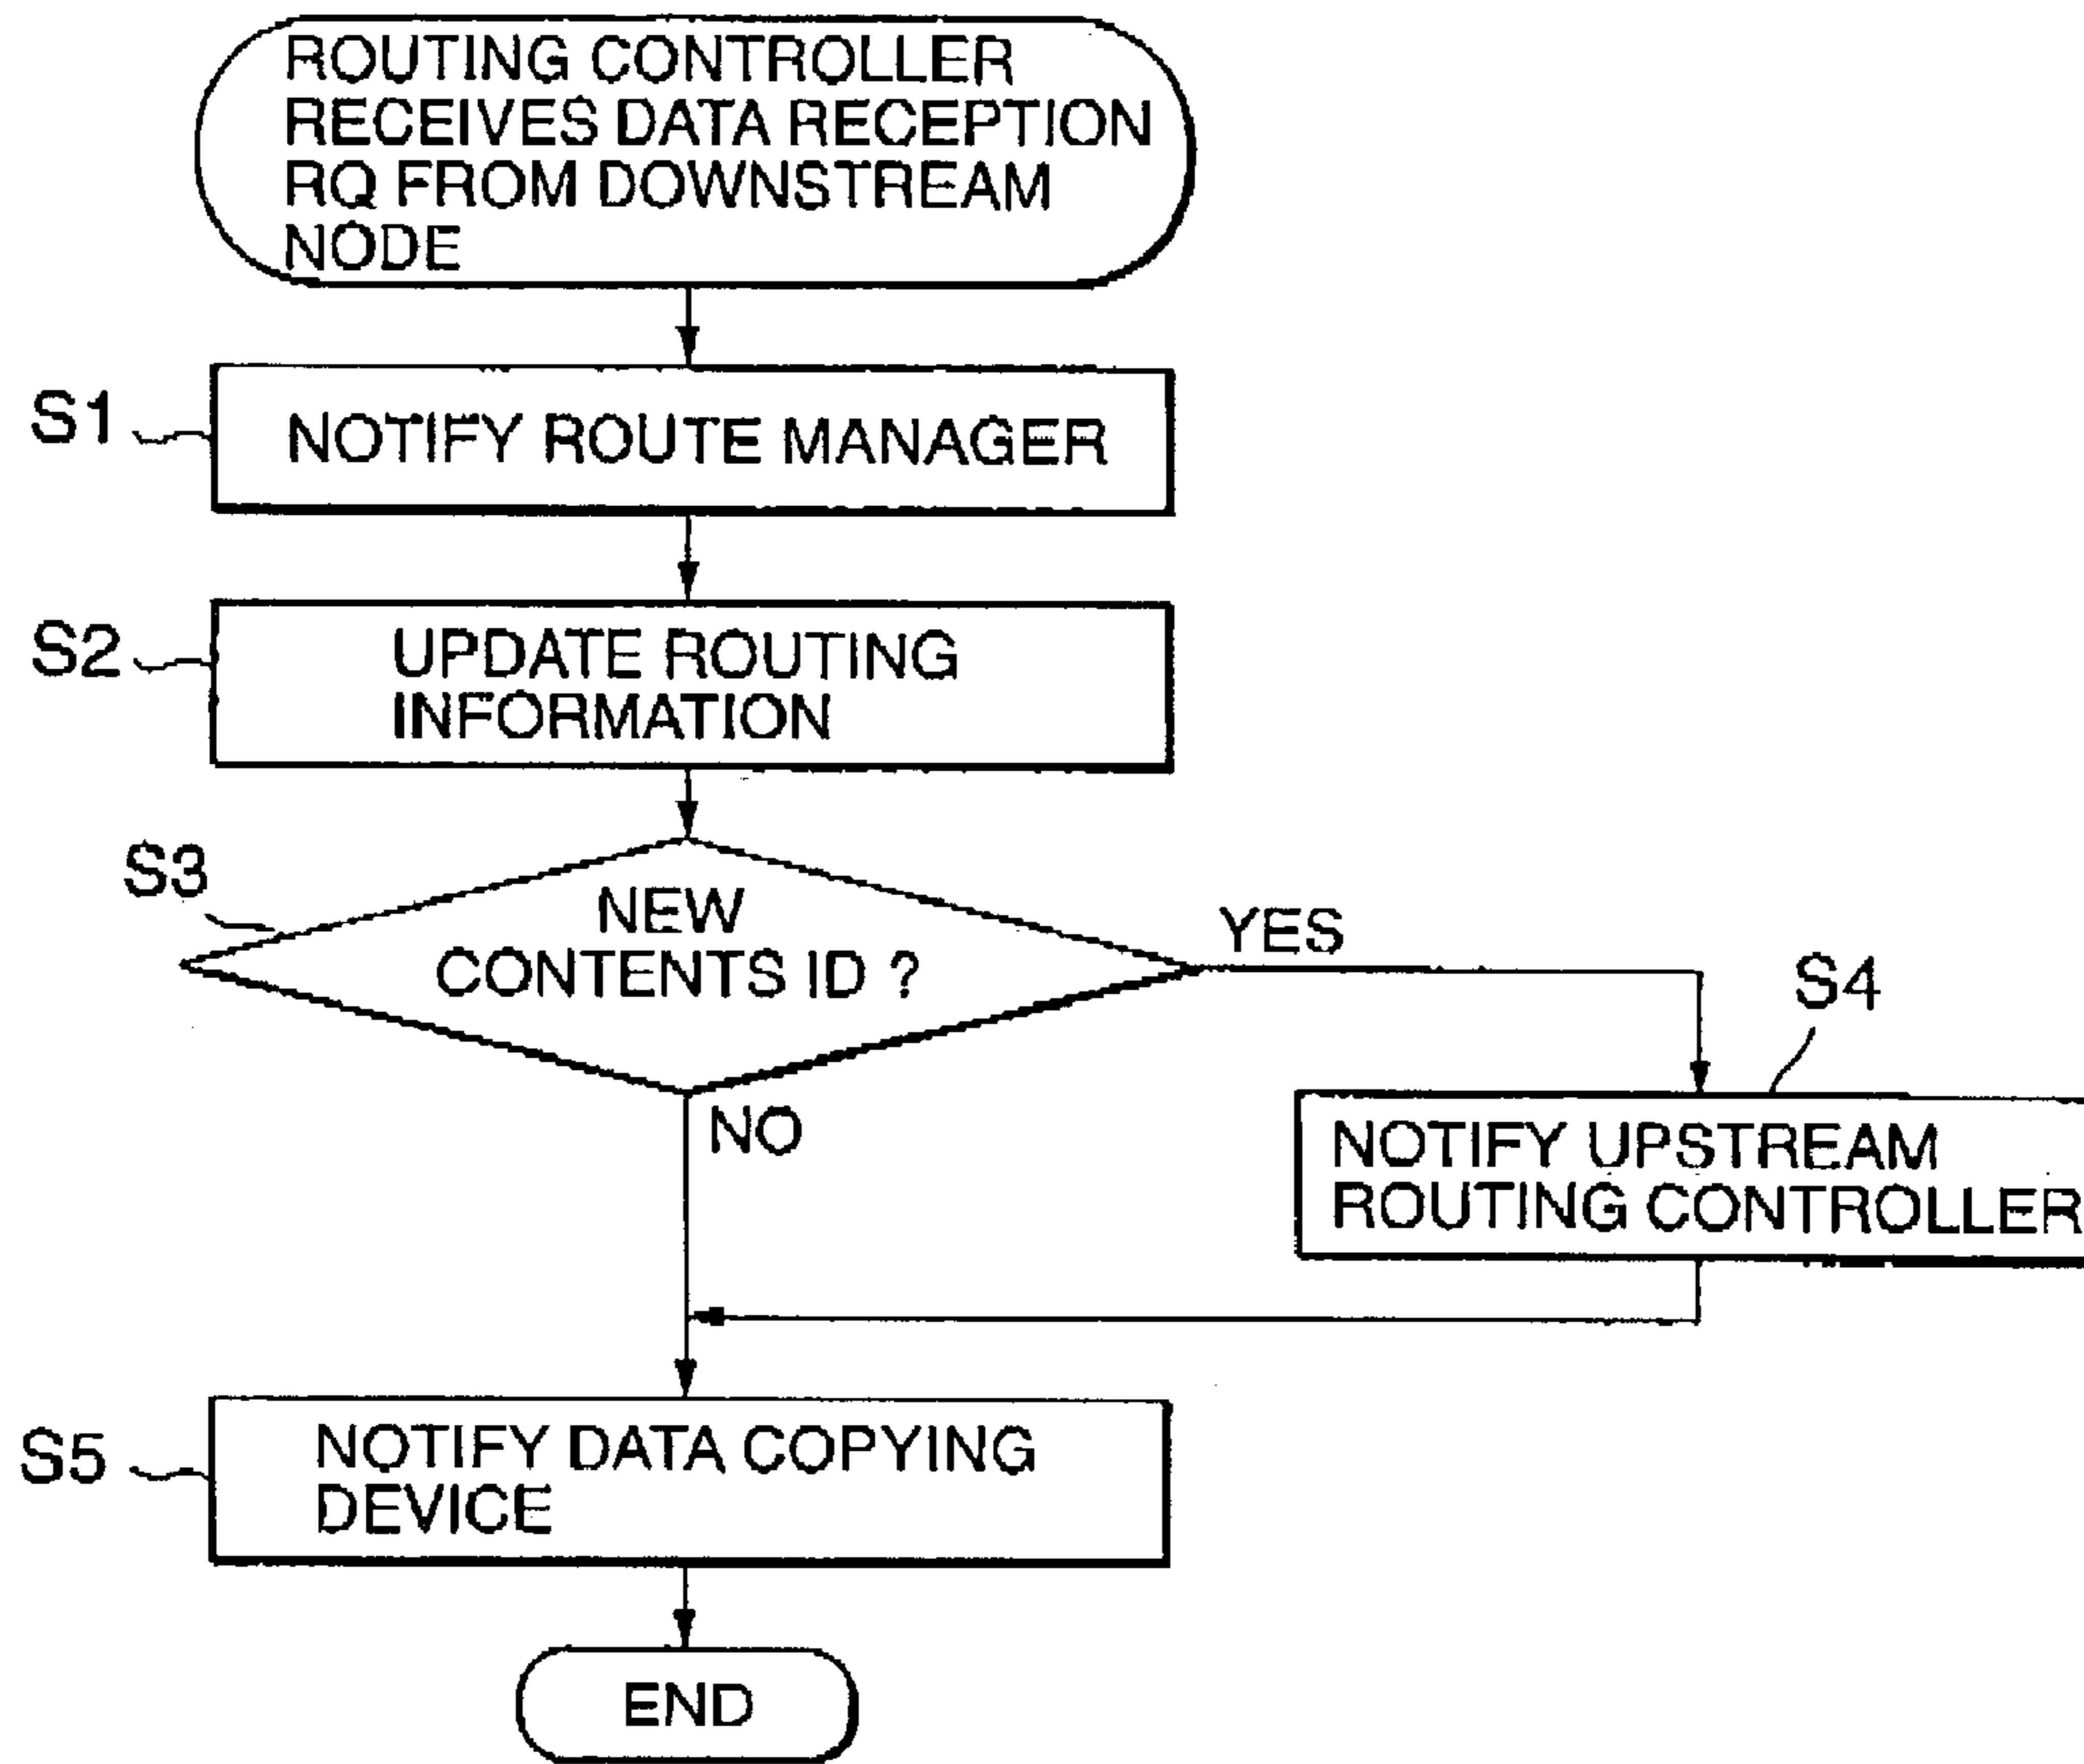 ROUTING CONTROLLER
RECEIVES DATA RECEPTION
RQ FROM DOWNSTREAM
NODE
S1
NOTIFY ROUTE MANAGER
S2
UPDATE ROUTING
INFORMATION
S3
NEW
CONTENTS ID ?
YES
S4
NO
NOTIFY UPSTREAM
ROUTING CONTROLLER
S5
NOTIFY DATA COPYING
DEVICE
END